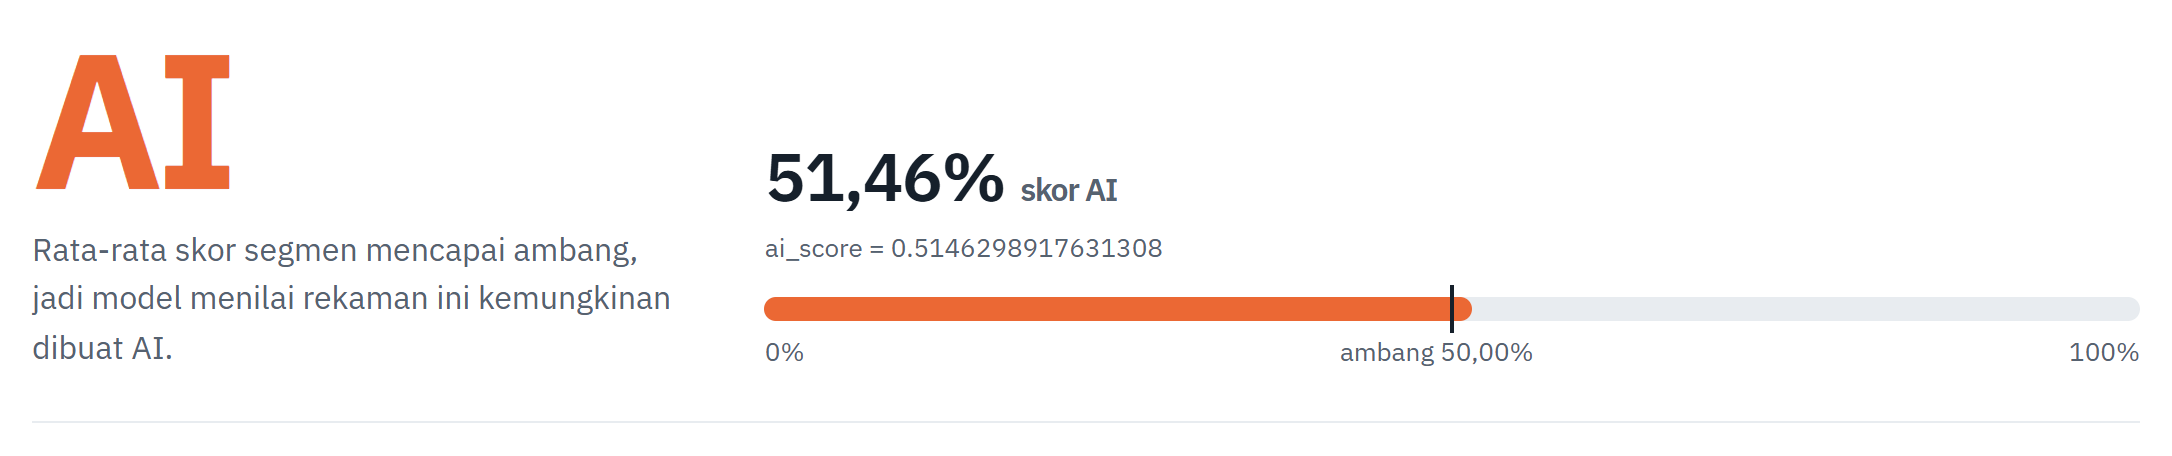 AI
Rata-rata skor segmen mencapai ambang,
jadi model menilai rekaman ini kemungkinan
dibuat AI.
51,46% skor AI
ai_score = 0.5146298917631308
0% ambang 50,00% 100%